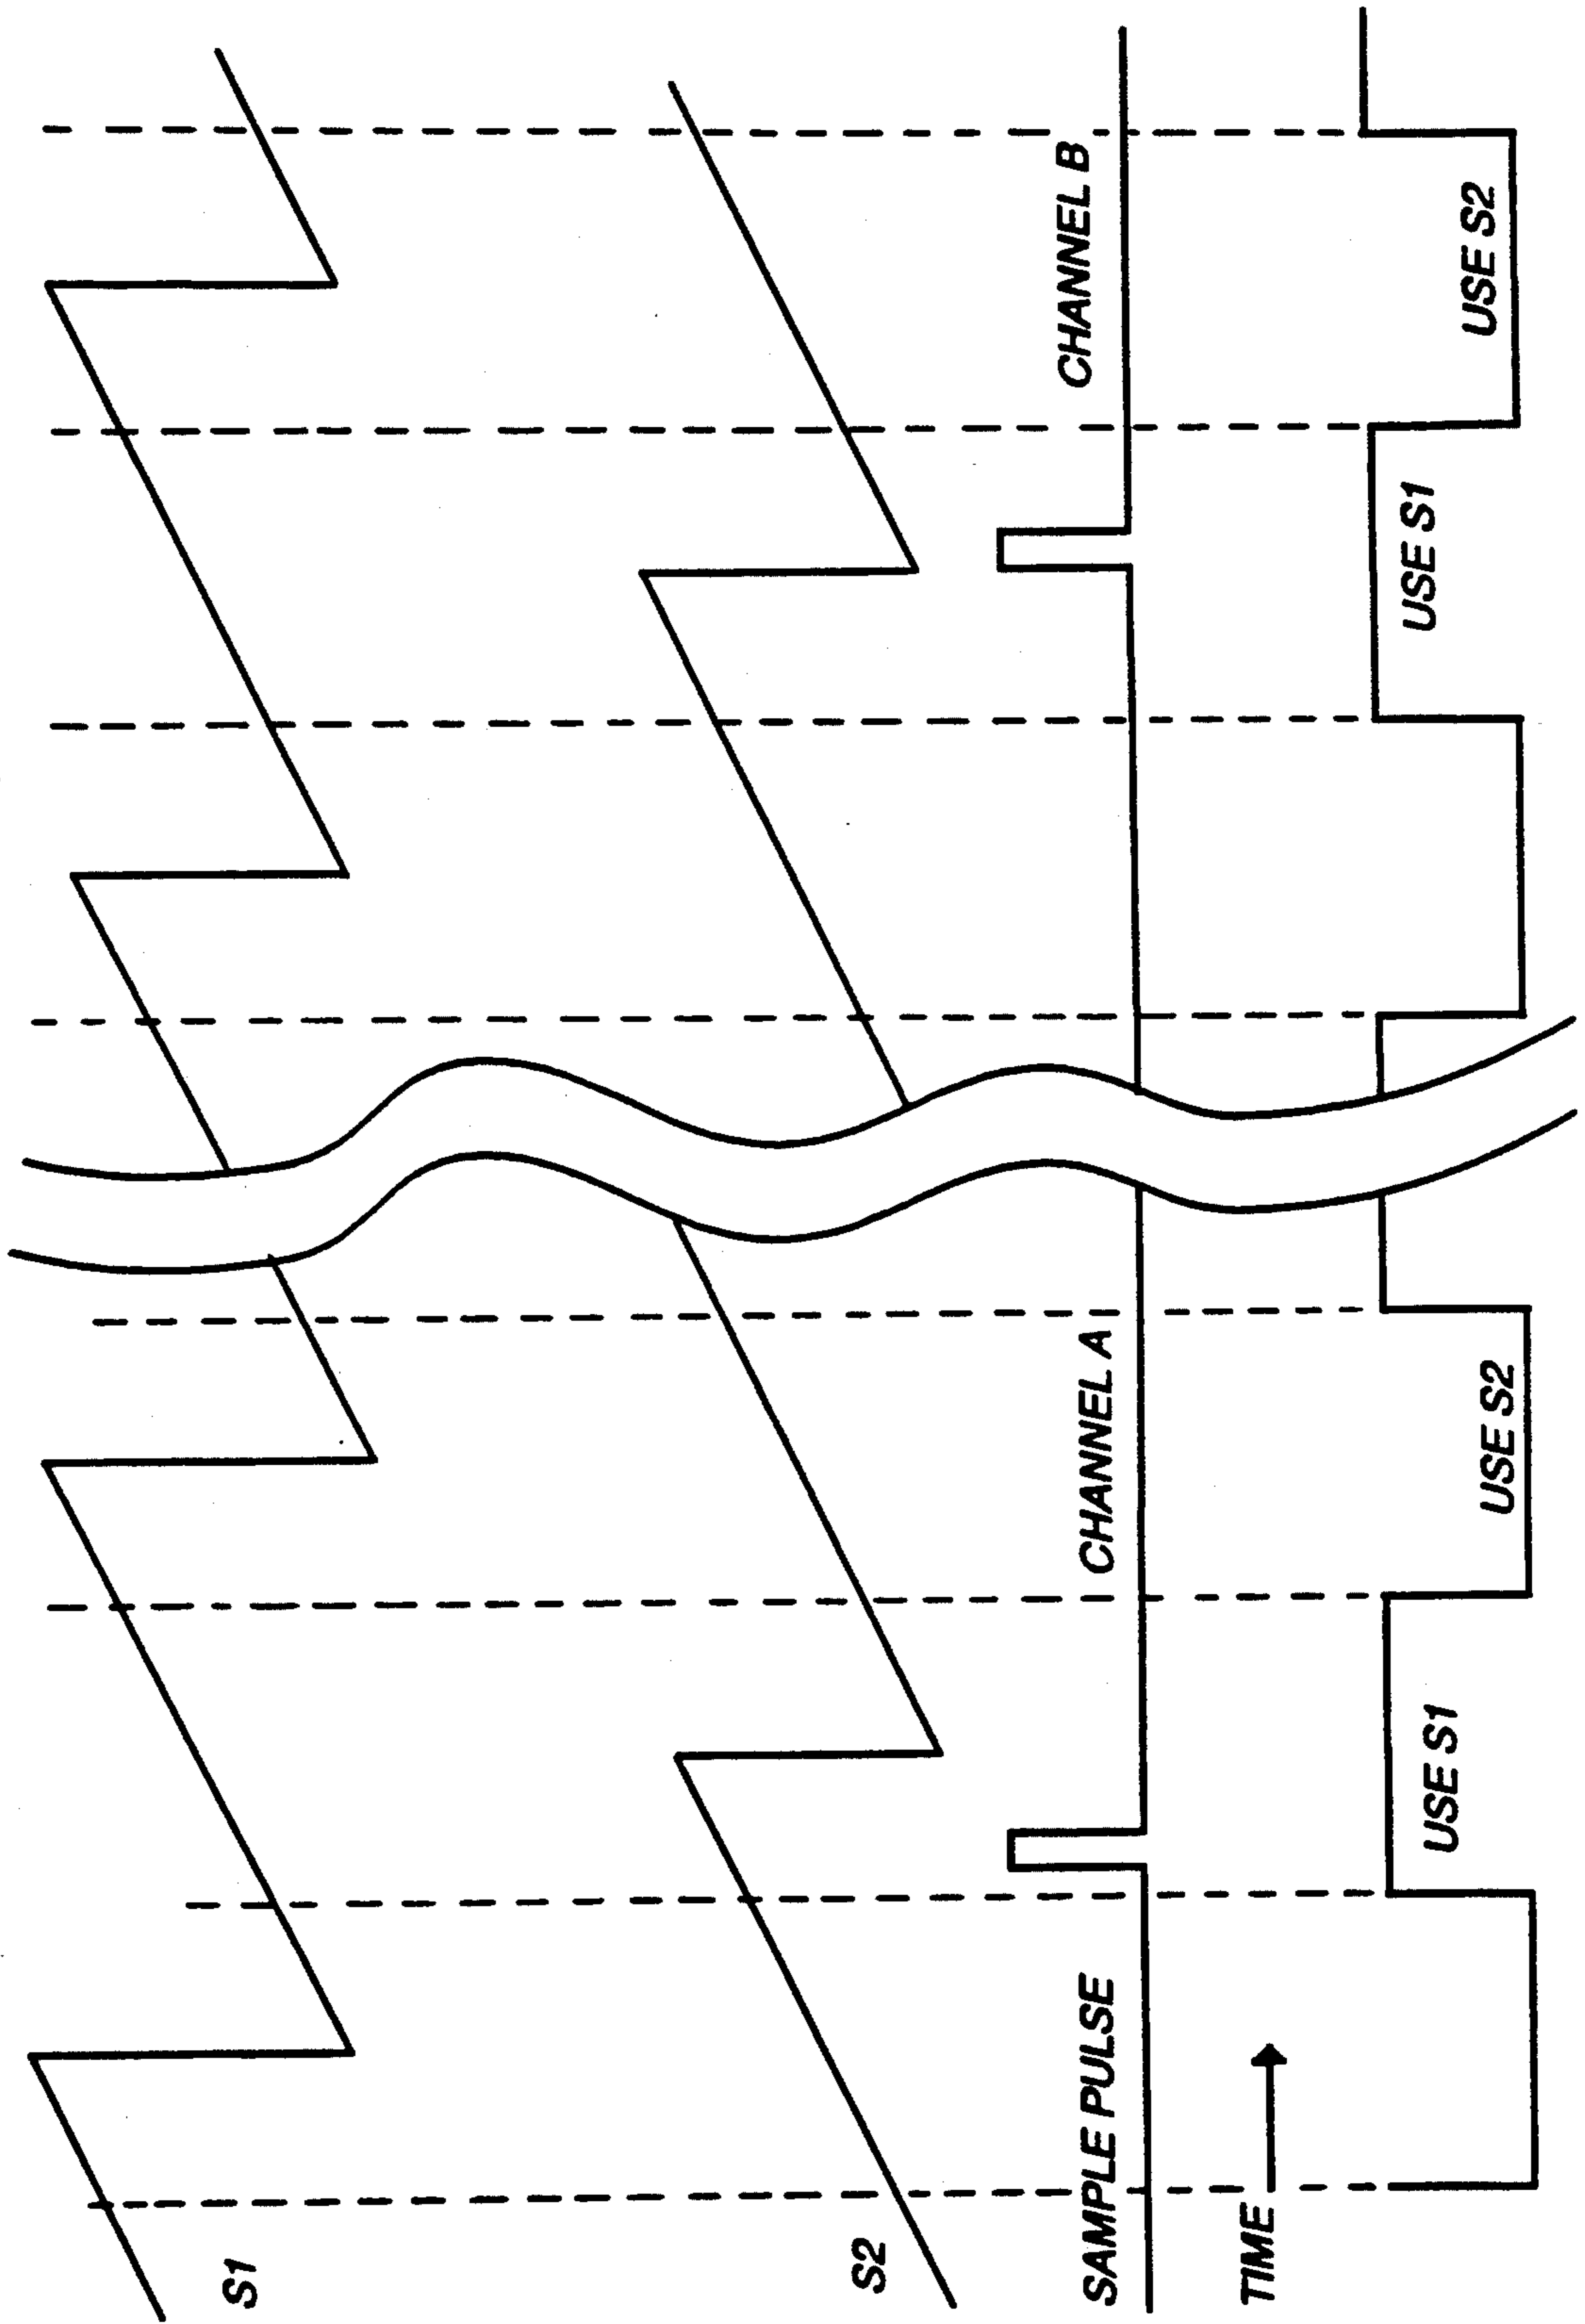 S1
S2
SAMPLE PULSE
CHANNEL A
CHANNEL B
TIME
USE S1
USE S2
USE S1
USE S2